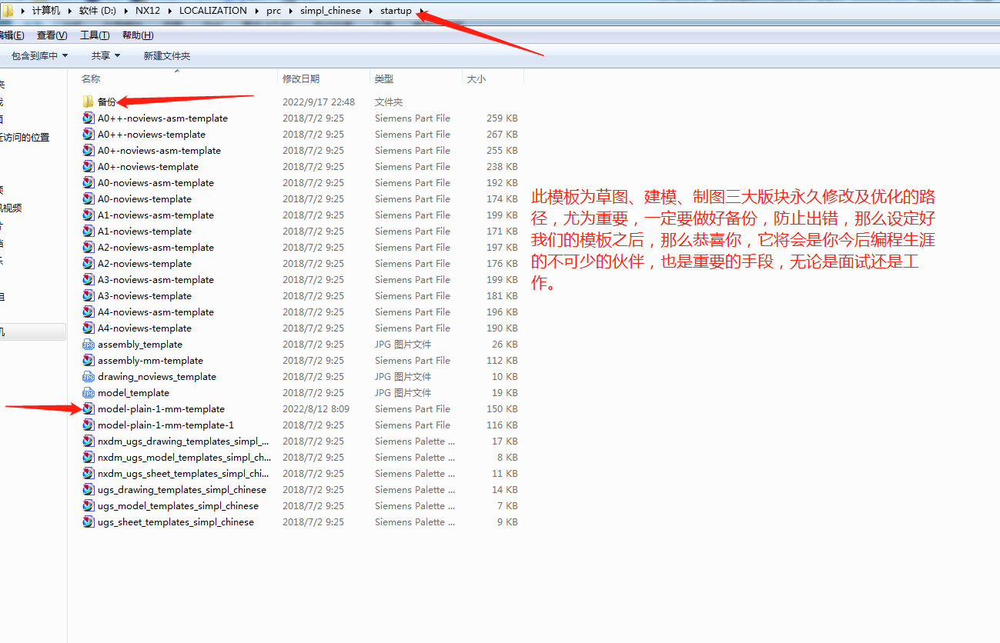 计算机 软件 (D:) NX12 LOCALIZATION prc simpl_chinese startup
编辑(E) 查看(V) 工具(T) 帮助(H)
包含到库中 共享 新建文件夹
名称 修改日期 类型 大小
备份 2022/9/17 22:48 文件夹
A0++-noviews-asm-template 2018/7/2 9:25 Siemens Part File 259 KB
A0++-noviews-template 2018/7/2 9:25 Siemens Part File 267 KB
A0+-noviews-asm-template 2018/7/2 9:25 Siemens Part File 255 KB
A0+-noviews-template 2018/7/2 9:25 Siemens Part File 238 KB
A0-noviews-asm-template 2018/7/2 9:25 Siemens Part File 192 KB
A0-noviews-template 2018/7/2 9:25 Siemens Part File 174 KB
A1-noviews-asm-template 2018/7/2 9:25 Siemens Part File 199 KB
A1-noviews-template 2018/7/2 9:25 Siemens Part File 171 KB
A2-noviews-asm-template 2018/7/2 9:25 Siemens Part File 197 KB
A2-noviews-template 2018/7/2 9:25 Siemens Part File 176 KB
A3-noviews-asm-template 2018/7/2 9:25 Siemens Part File 199 KB
A3-noviews-template 2018/7/2 9:25 Siemens Part File 181 KB
A4-noviews-asm-template 2018/7/2 9:25 Siemens Part File 196 KB
A4-noviews-template 2018/7/2 9:25 Siemens Part File 190 KB
assembly_template 2018/7/2 9:25 JPG 图片文件 26 KB
assembly-mm-template 2018/7/2 9:25 Siemens Part File 112 KB
drawing_noviews_template 2018/7/2 9:25 JPG 图片文件 10 KB
model_template 2018/7/2 9:25 JPG 图片文件 19 KB
model-plain-1-mm-template 2022/8/12 8:09 Siemens Part File 150 KB
model-plain-1-mm-template-1 2018/7/2 9:25 Siemens Part File 116 KB
nxdm_ugs_drawing_templates_simpl_... 2018/7/2 9:25 Siemens Palette ... 17 KB
nxdm_ugs_model_templates_simpl_ch... 2018/7/2 9:25 Siemens Palette ... 8 KB
nxdm_ugs_sheet_templates_simpl_chi... 2018/7/2 9:25 Siemens Palette ... 11 KB
ugs_drawing_templates_simpl_chinese 2018/7/2 9:25 Siemens Palette ... 14 KB
ugs_model_templates_simpl_chinese 2018/7/2 9:25 Siemens Palette ... 7 KB
ugs_sheet_templates_simpl_chinese 2018/7/2 9:25 Siemens Palette ... 9 KB
近访问的位置
讯视频
此模板为草图、建模、制图三大版块永久修改及优化的路
径，尤为重要，一定要做好备份，防止出错，那么设定好
我们的模板之后，那么恭喜你，它将会是你今后编程生涯
的不可少的伙伴，也是重要的手段，无论是面试还是工
作。